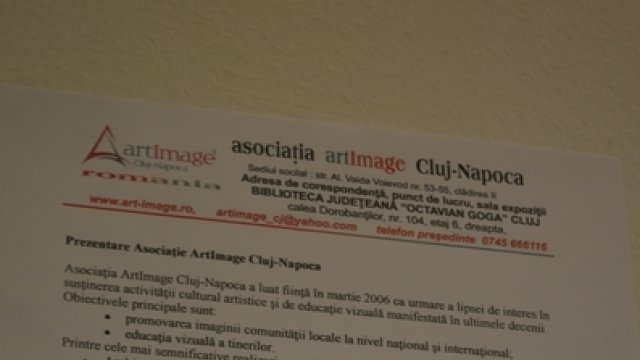 artImage®
Cluj-Napoca
romania
asociația artImage Cluj-Napoca
Sediul social : str. Al. Vaida Voievod nr. 53-55, clădirea
Adresa de corespondență, punct de lucru, sala expoziții
BIBLIOTECA JUDEȚEANĂ "OCTAVIAN GOGA" CLUJ
calea Dorobanților, nr. 104, etaj 6, dreapta,
www.art-image.ro, artimage_cj@yahoo.com telefon președinte 0745 666116
Prezentare Asociație ArtImage Cluj-Napoca
Asociația ArtImage Cluj-Napoca a luat ființă în martie 2006 ca urmare a lipsei de interes în
susținerea activității cultural artistice și de educație vizuală manifestată în ultimele decenii.
Obiectivele principale sunt:
• promovarea imaginii comunității locale la nivel național și internațional;
• educația vizuală a tinerilor.
Printre cele mai semnificative